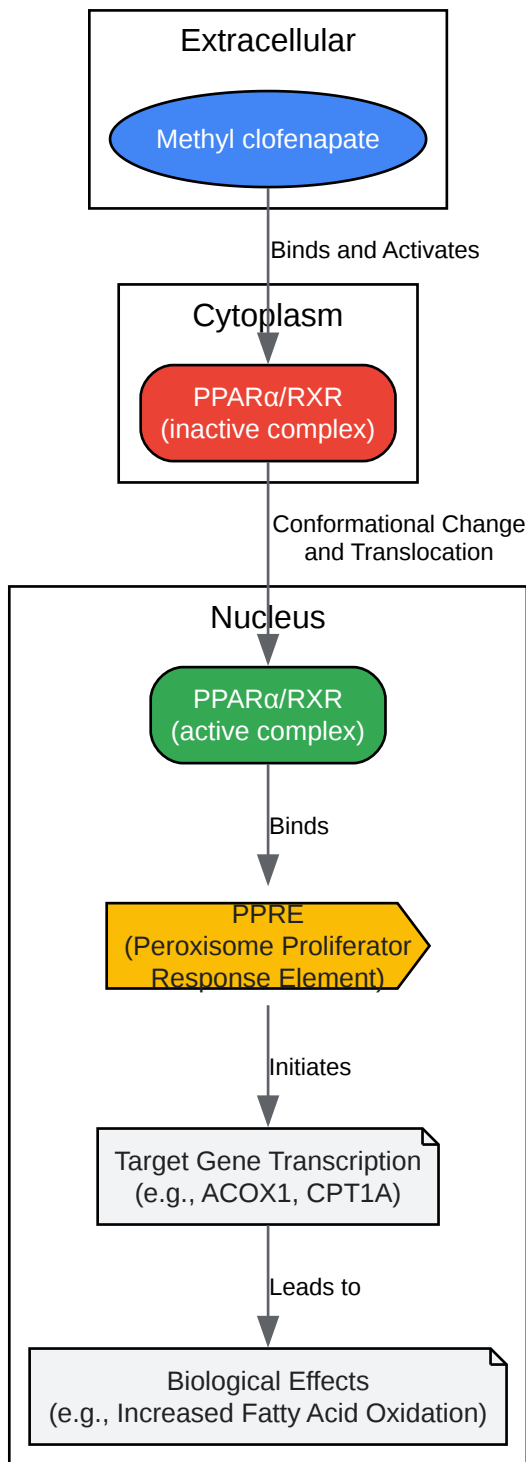 Extracellular
Methyl clofenapate
Binds and Activates
Cytoplasm
PPARα/RXR
(inactive complex)
Conformational Change
and Translocation
Nucleus
PPARα/RXR
(active complex)
Binds
PPRE
(Peroxisome Proliferator
Response Element)
Initiates
Target Gene Transcription
(e.g., ACOX1, CPT1A)
Leads to
Biological Effects
(e.g., Increased Fatty Acid Oxidation)